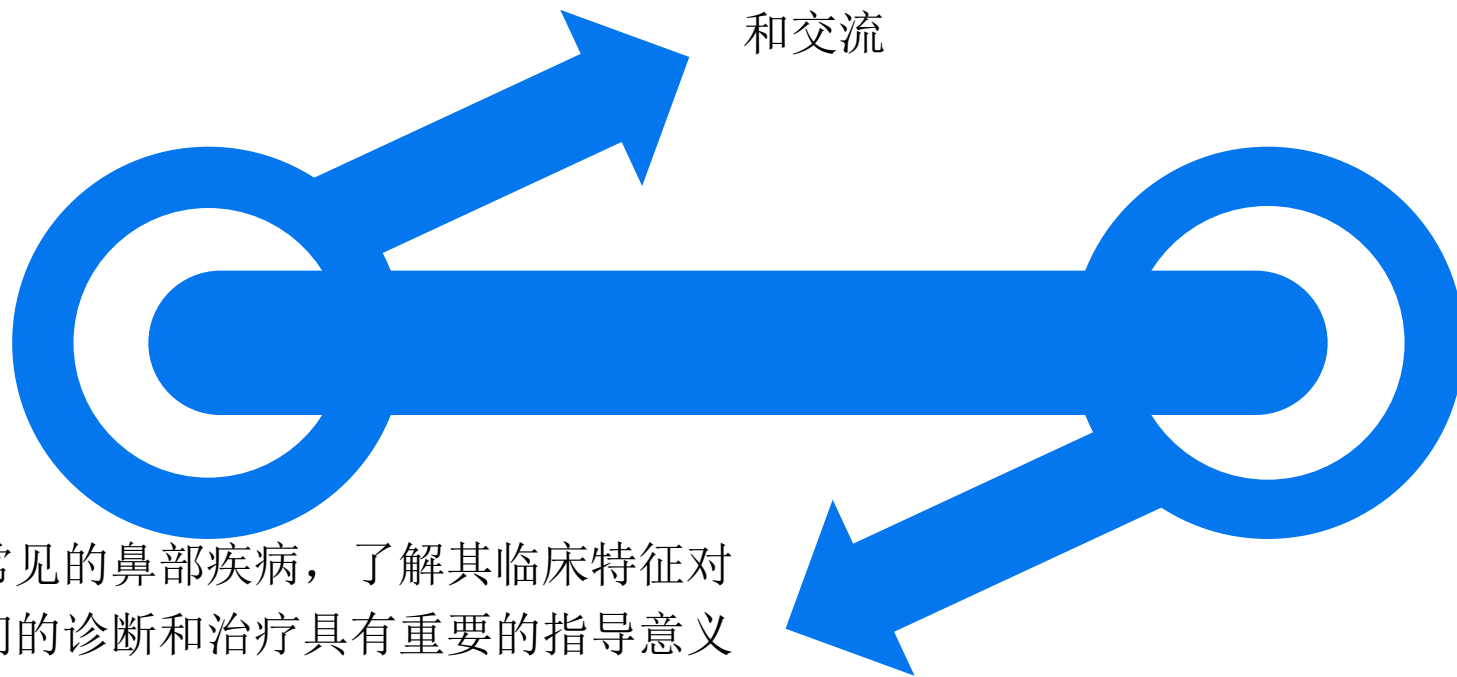 和交流
常见的鼻部疾病，了解其临床特征对
的诊断和治疗具有重要的指导意义